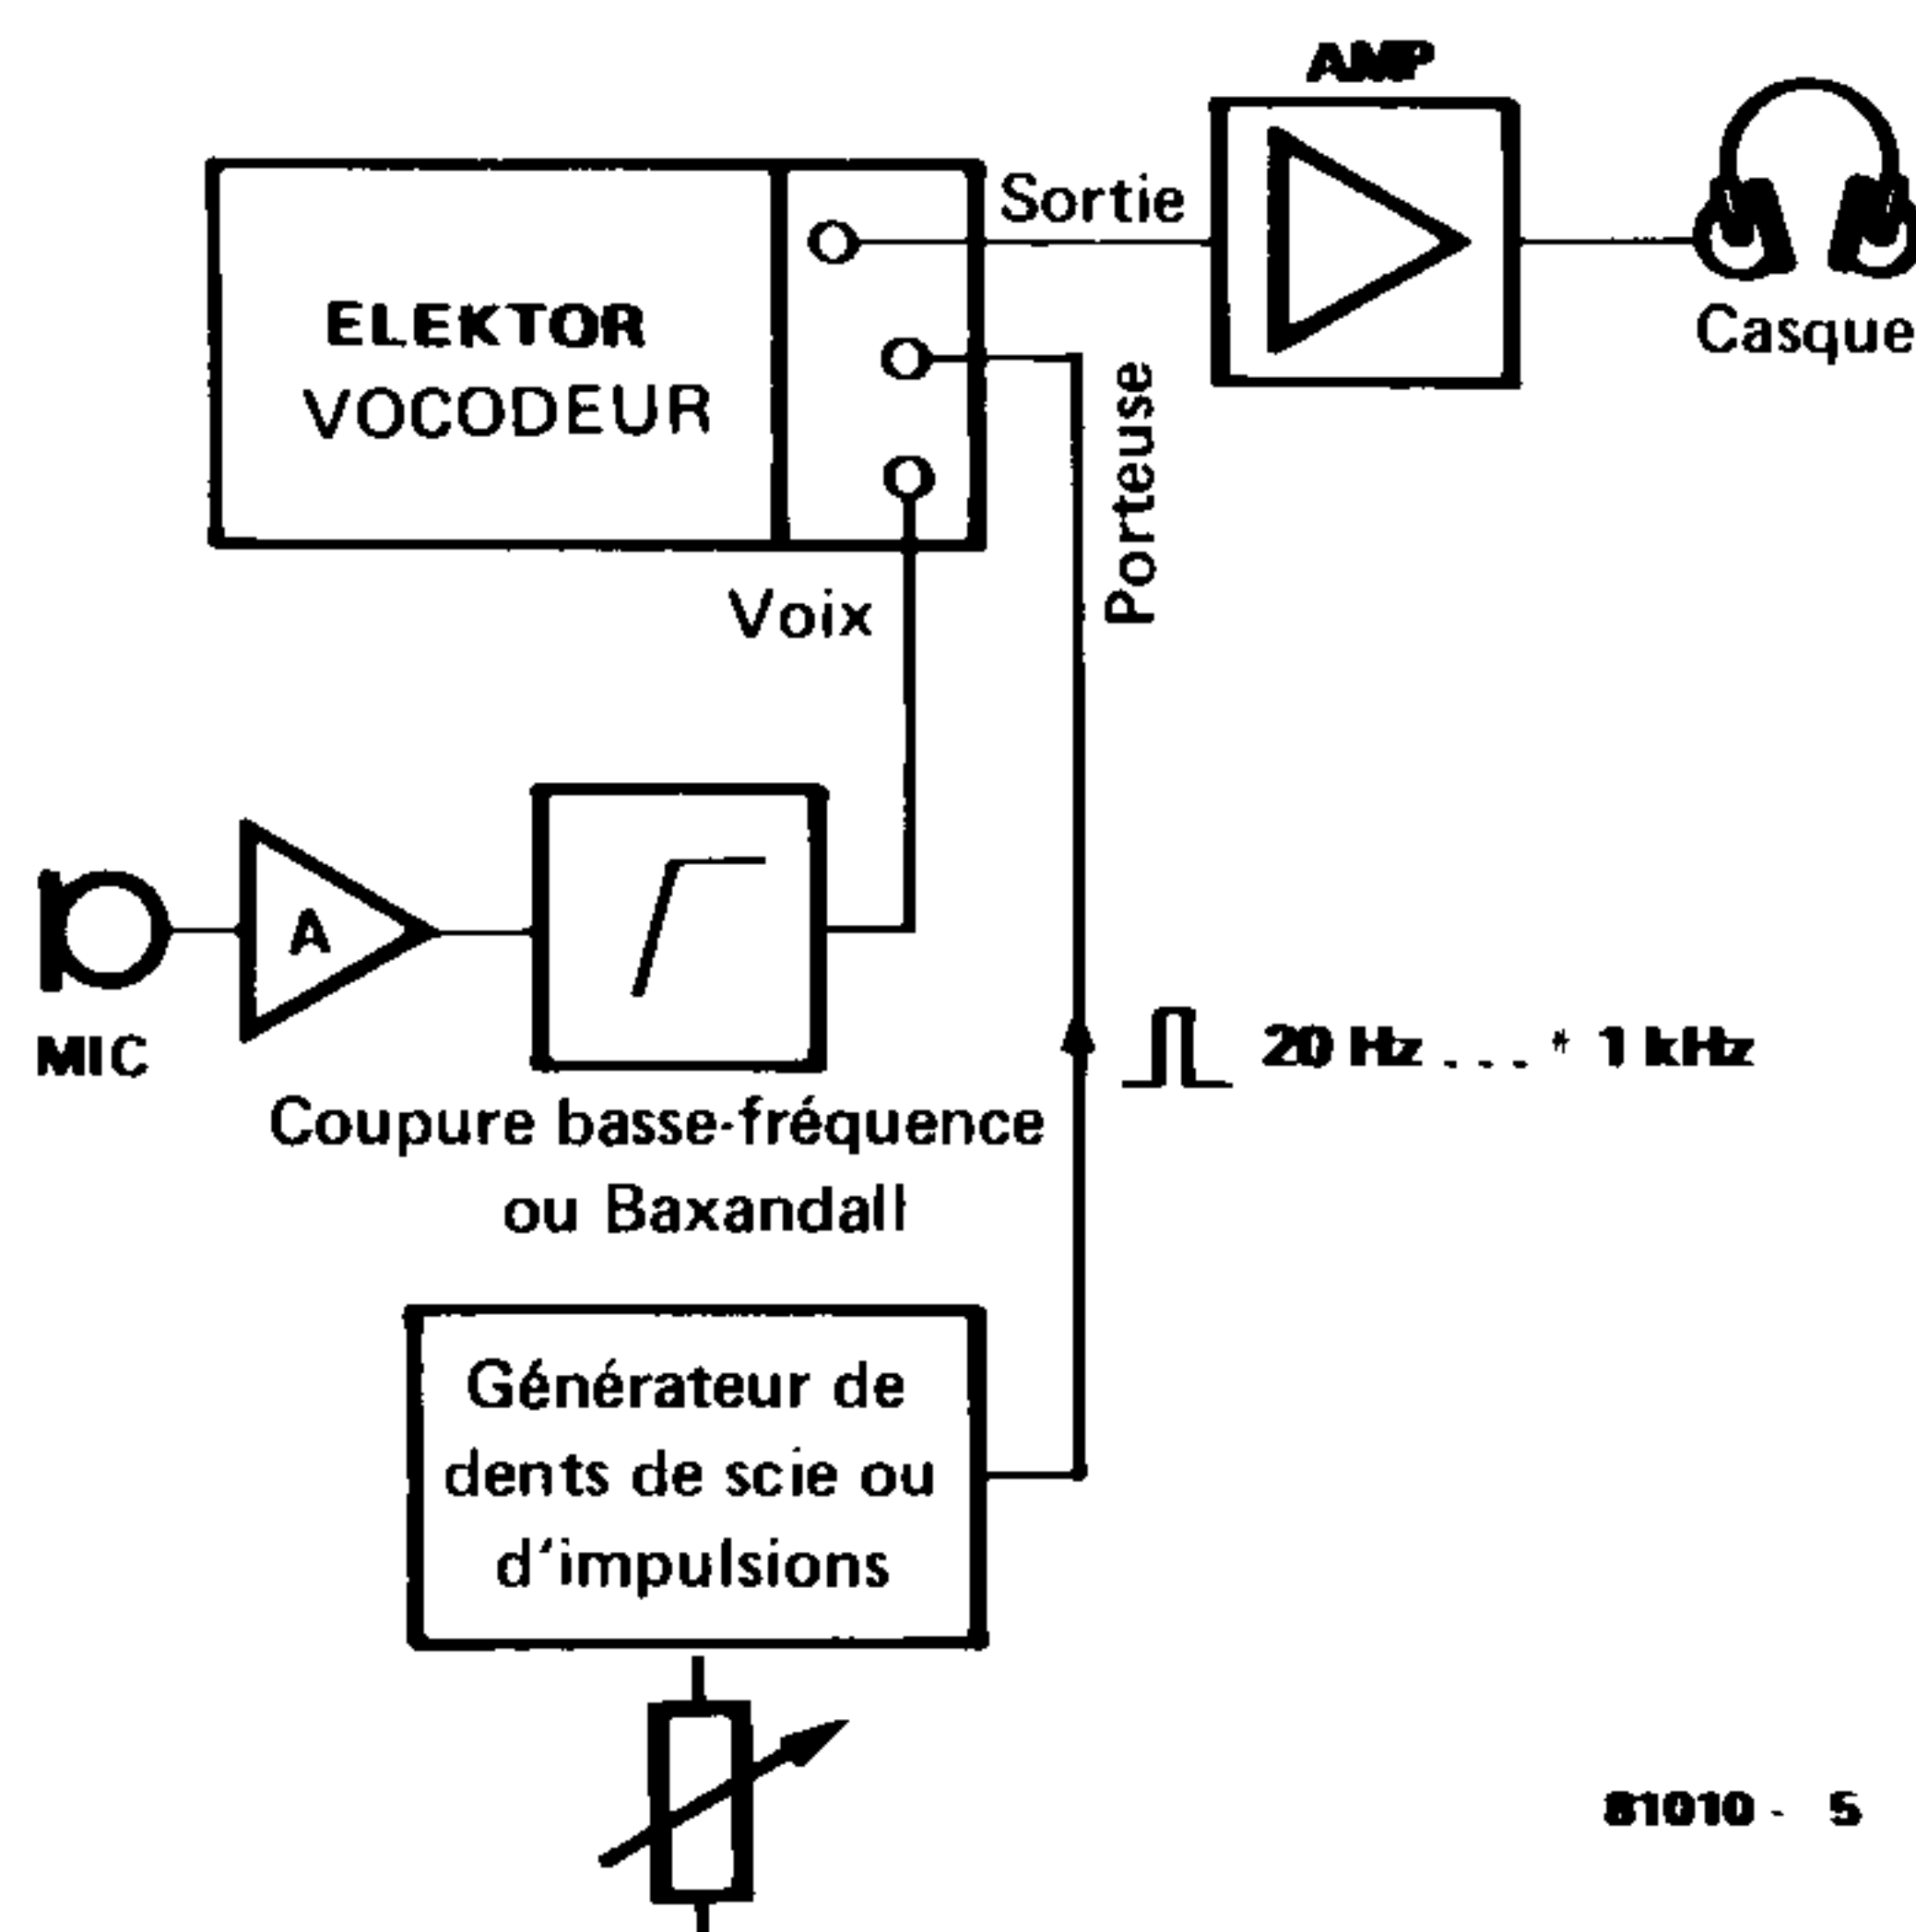 AMP
Sortie
ELEKTOR
VOCODEUR
Casque
Porteuse
Voix
A
MIC
20 Hz . . . * 1 kHz
Coupure basse-fréquence
ou Baxandall
Générateur de
dents de scie ou
d'impulsions
81010 - 5